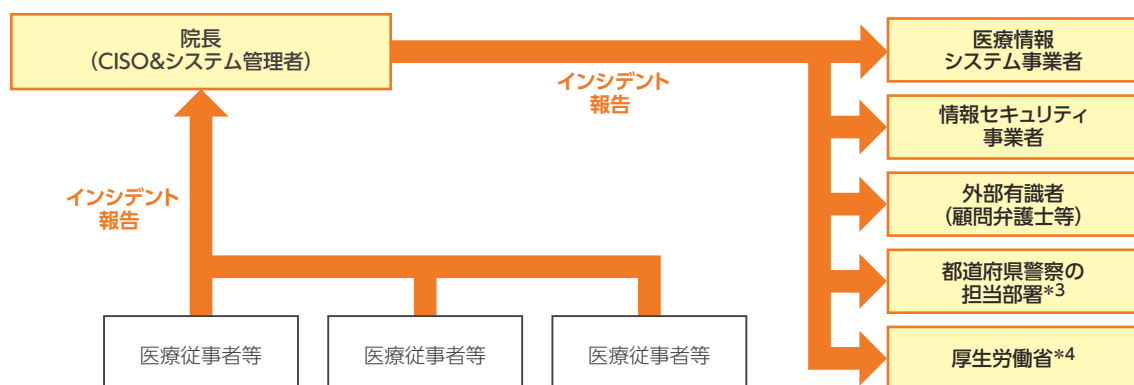 院長
（CISO&システム管理者）
インシデント
報告
医療情報
システム事業者
情報セキュリティ
事業者
外部有識者
（顧問弁護士等）
都道府県警察の
担当部署*3
厚生労働省*4
インシデント
報告
医療従事者等
医療従事者等
医療従事者等